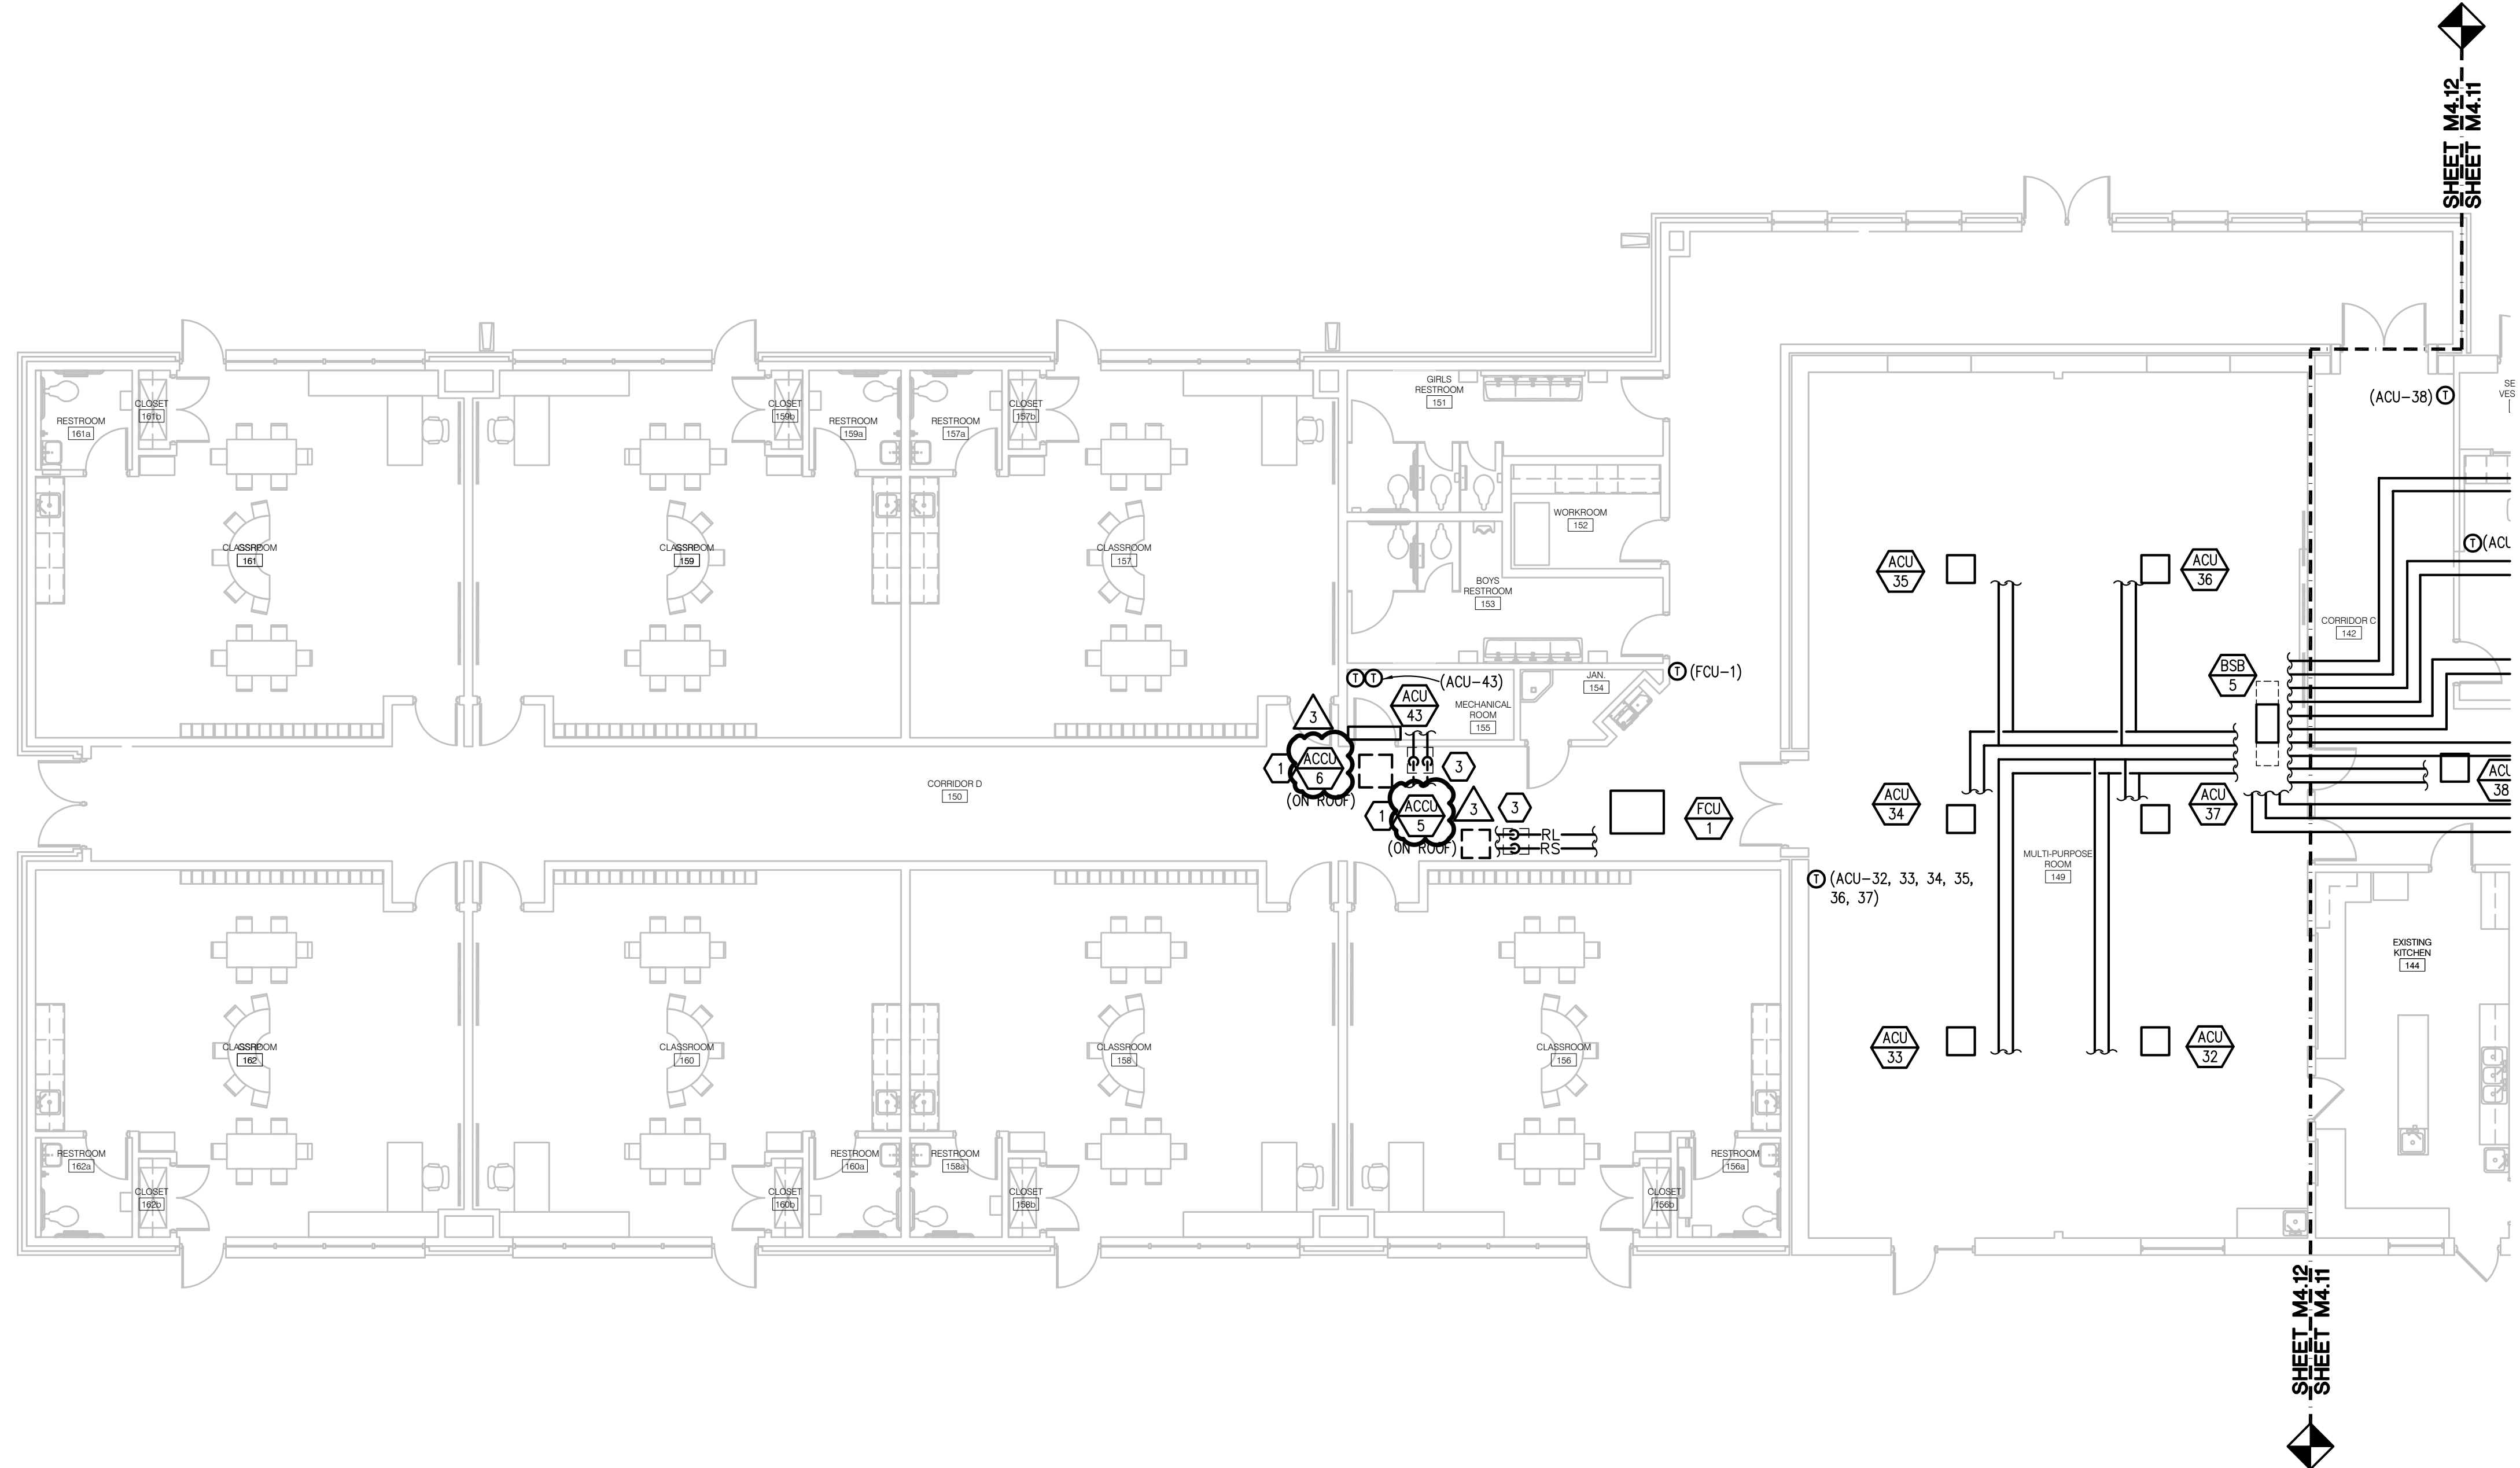 SHEET M4.12
SHEET M4.11
GIRLS
RESTROOM
151
(ACU-38) T
SE
VES
CLOSET
161b
RESTROOM
161a
CLOSET
159b
RESTROOM
159a
RESTROOM
157a
CLOSET
157b
WORKROOM
152
T (ACU
CLASSROOM
161
CLASSROOM
159
CLASSROOM
157
ACU
35
ACU
36
BOYS
RESTROOM
153
CORRIDOR C
142
T (FCU-1)
BSB
5
JAN.
154
T T (ACU-43)
ACU
43
MECHANICAL
ROOM
155
3
1
ACCU
6
(ON ROOF)
3
CORRIDOR D
150
ACU
38
1
ACCU
5
(ON ROOF)
3
3
RL
RS
FCU
1
ACU
34
ACU
37
MULTI-PURPOSE
ROOM
149
T (ACU-32, 33, 34, 35,
36, 37)
EXISTING
KITCHEN
144
CLASSROOM
162
CLASSROOM
160
CLASSROOM
158
CLASSROOM
156
ACU
33
ACU
32
RESTROOM
162a
CLOSET
162b
RESTROOM
160a
CLOSET
160b
RESTROOM
158a
CLOSET
158b
RESTROOM
156a
CLOSET
156b
SHEET M4.12
SHEET M4.11